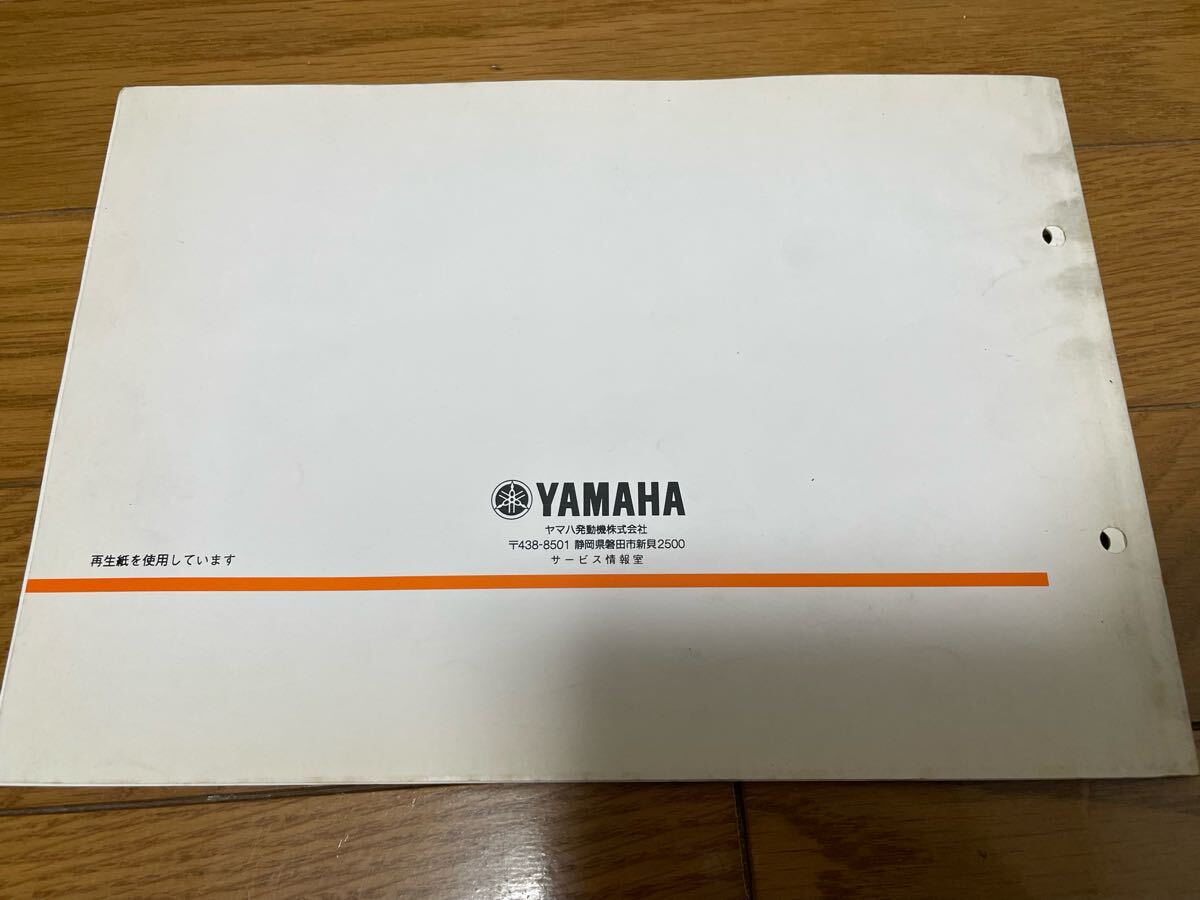 YAMAHA
ヤマハ発動機株式会社
〒438-8501 静岡県磐田市新貝2500
サービス情報室
再生紙を使用しています